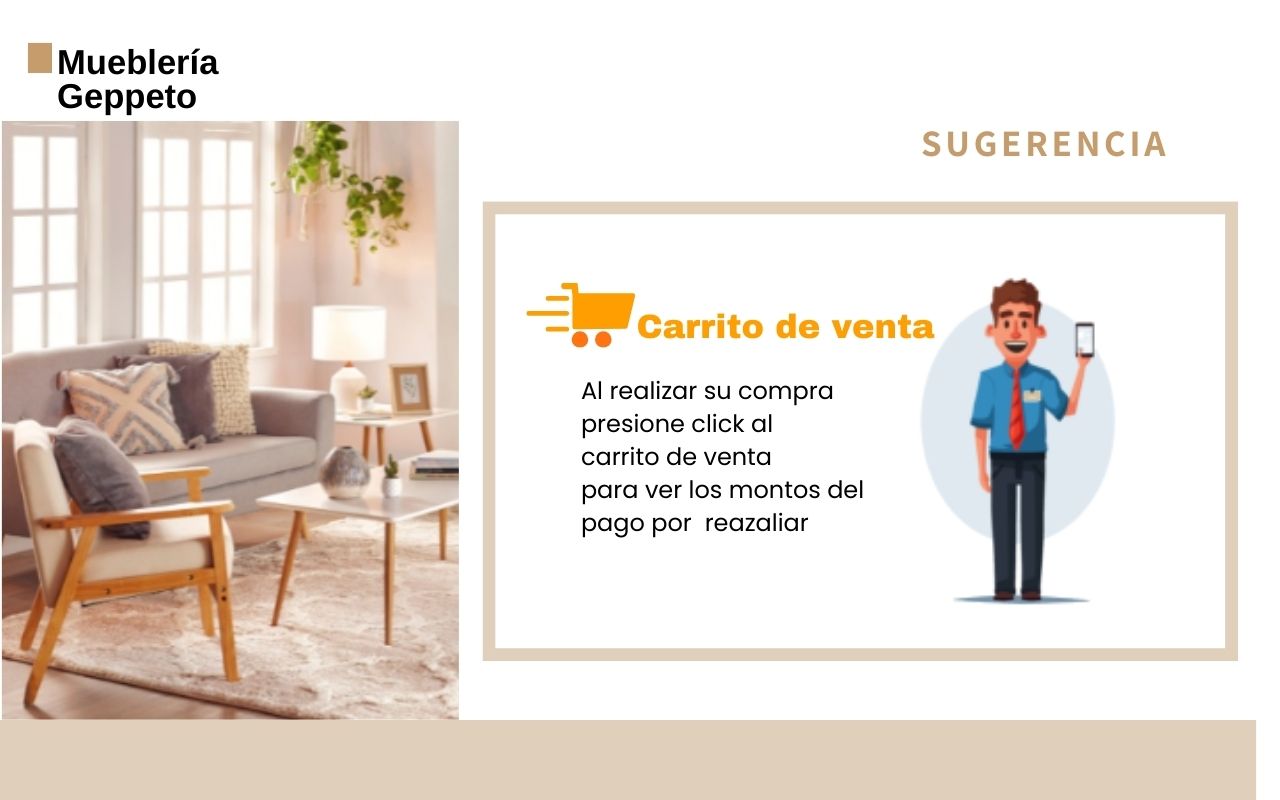 Mueblería
Geppeto
SUGERENCIA
Carrito de venta
Al realizar su compra
presione click al
carrito de venta
para ver los montos del
pago por  reazaliar